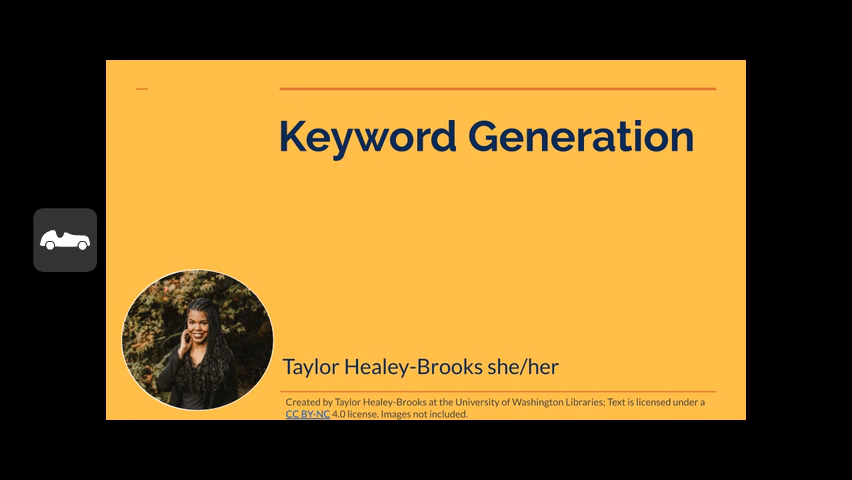 Keyword Generation
Taylor Healey-Brooks she/her
Created by Taylor Healey-Brooks at the University of Washington Libraries; Text is licensed under a
CC BY-NC 4.0 license. Images not included.